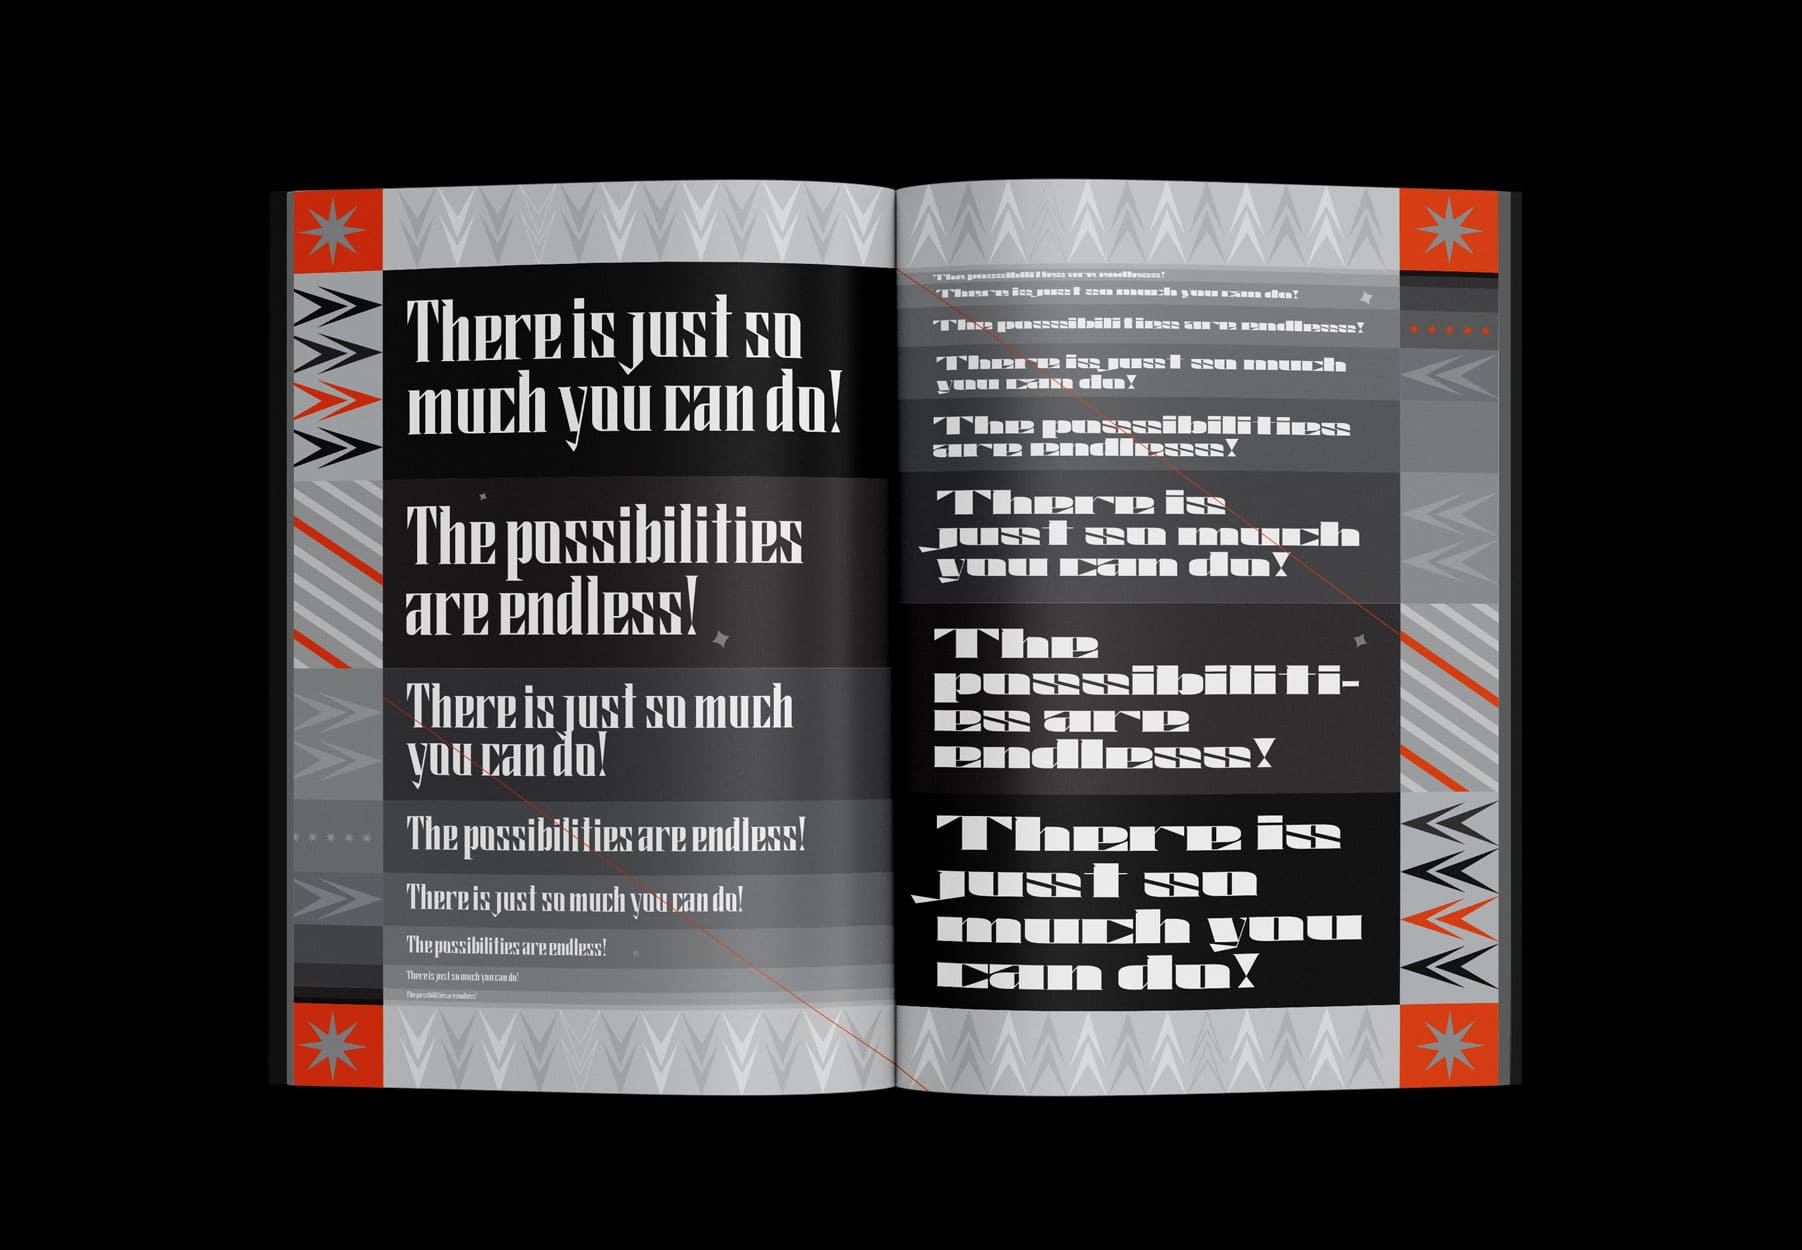 There is just so
much you can do!
The possibilities
are endless!
There is just so much
you can do!
The possibilities are endless!
There is just so much you can do!
The possibilities are endless!
There is just so much you can do!
The possibilities are endless!
The possibilities are endless!
There is just so much you can do!
The possibilities are endless!
There is just so much
you can do!
The possibilities
are endless!
There is
just so much
you can do!
The
possibiliti-
es are
endless!
There is
just so
much you
can do!